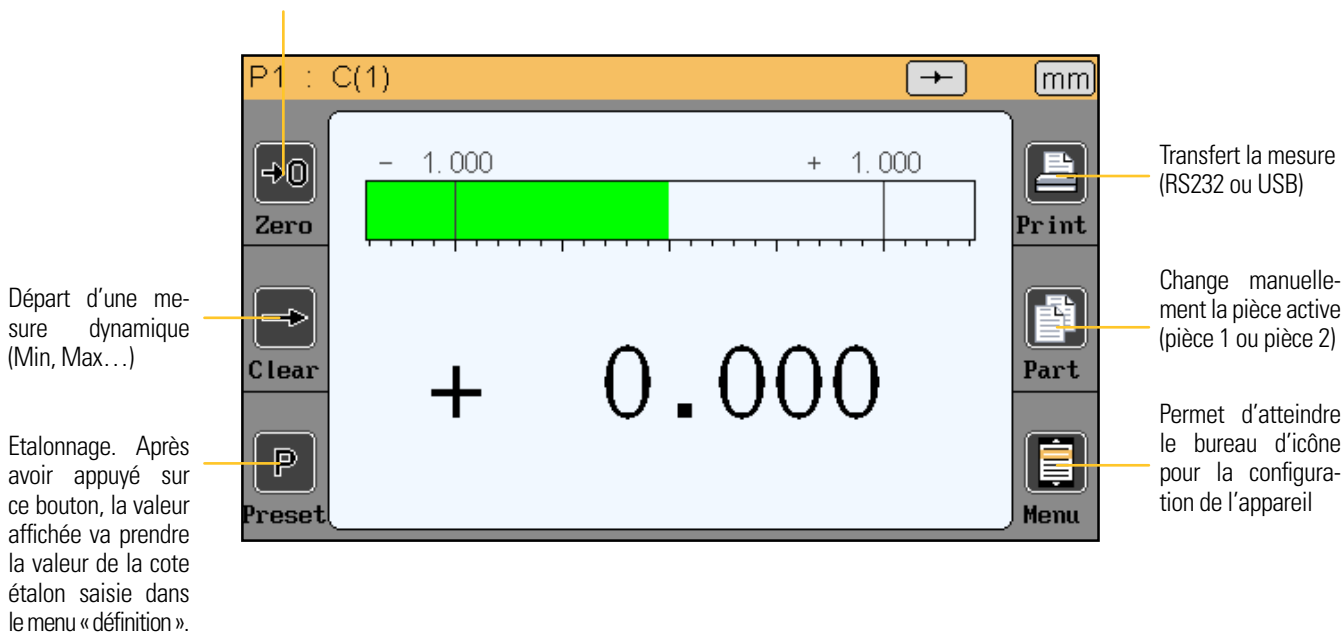 P1 : C(1)
mm
- 1.000
+ 1.000
0
Zero
Print
Clear
Part
+ 0.000
P
Preset
Menu
Départ d'une me-
sure dynamique
(Min, Max…)
Etalonnage. Après
avoir appuyé sur
ce bouton, la valeur
affichée va prendre
la valeur de la cote
étalon saisie dans
le menu « définition ».
Transfert la mesure
(RS232 ou USB)
Change manuelle-
ment la pièce active
(pièce 1 ou pièce 2)
Permet d'atteindre
le bureau d'icône
pour la configura-
tion de l'appareil